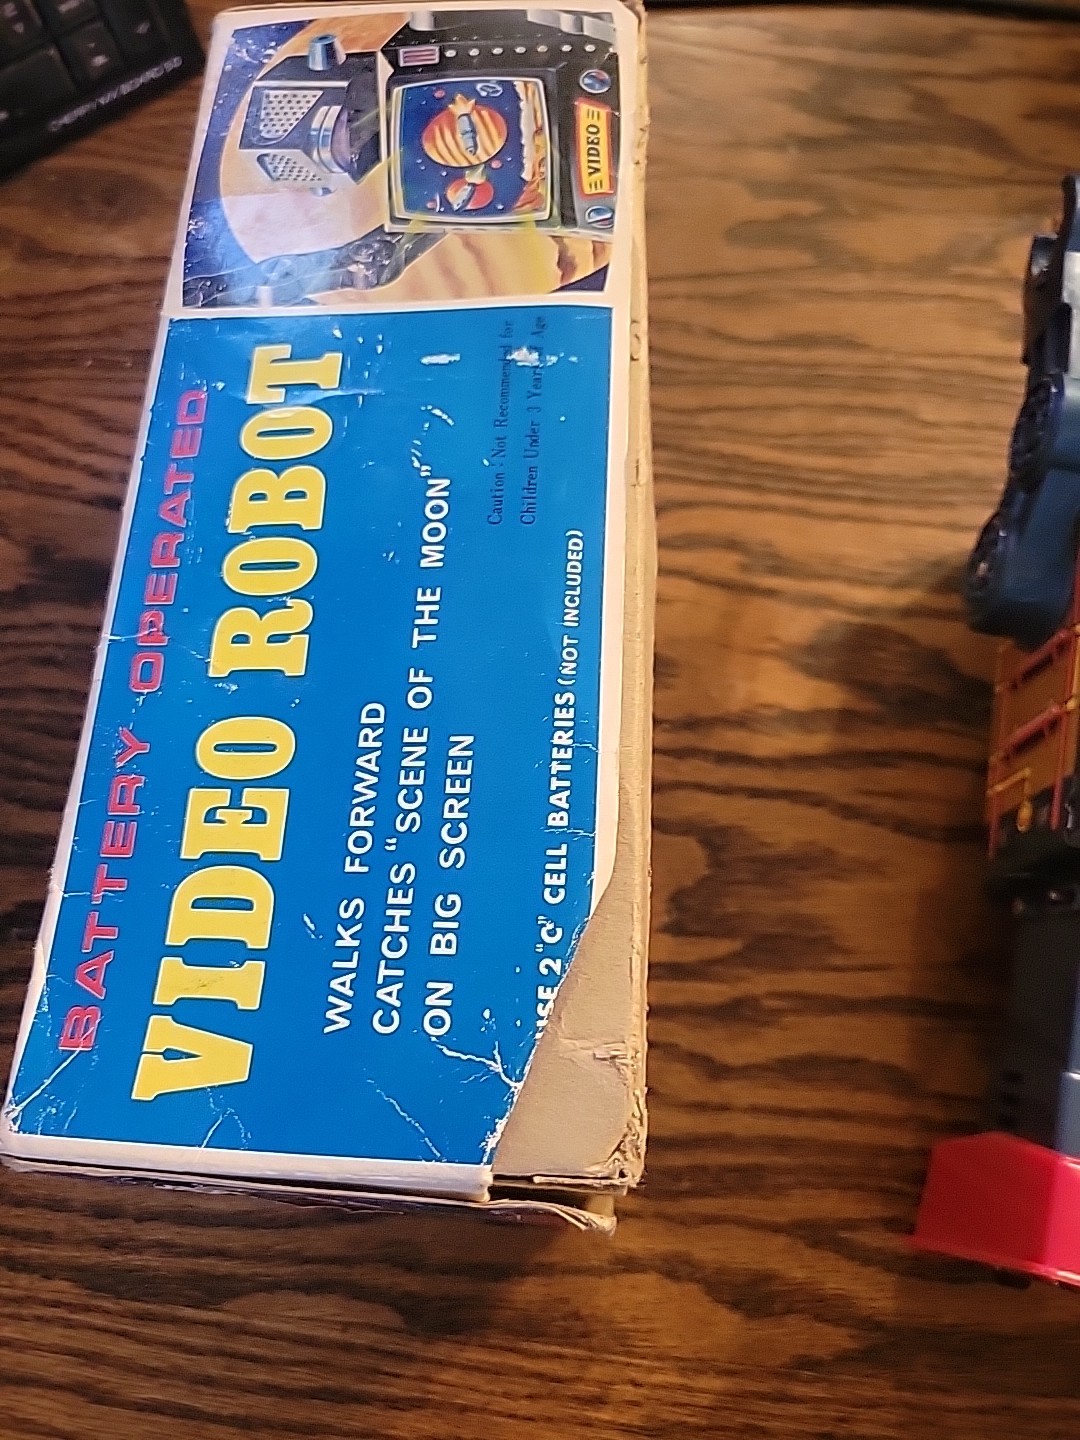 BATTERY OPERATED
VIDEO ROBOT
WALKS FORWARD
CATCHES "SCENE OF THE MOON"
ON BIG SCREEN
Caution : Not Recommended for
Children Under 3 Years of Age
USE 2 "C" CELL BATTERIES (NOT INCLUDED)
VIDEO